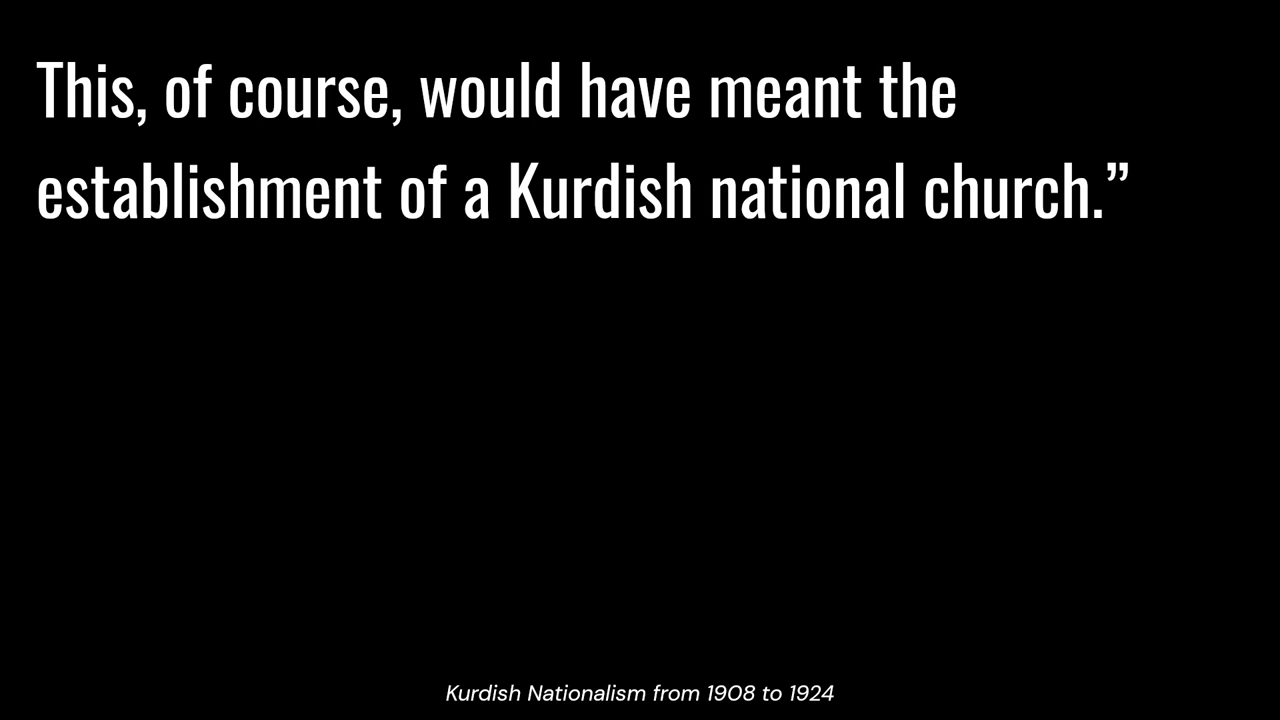 This, of course, would have meant the
establishment of a Kurdish national church.”
Kurdish Nationalism from 1908 to 1924